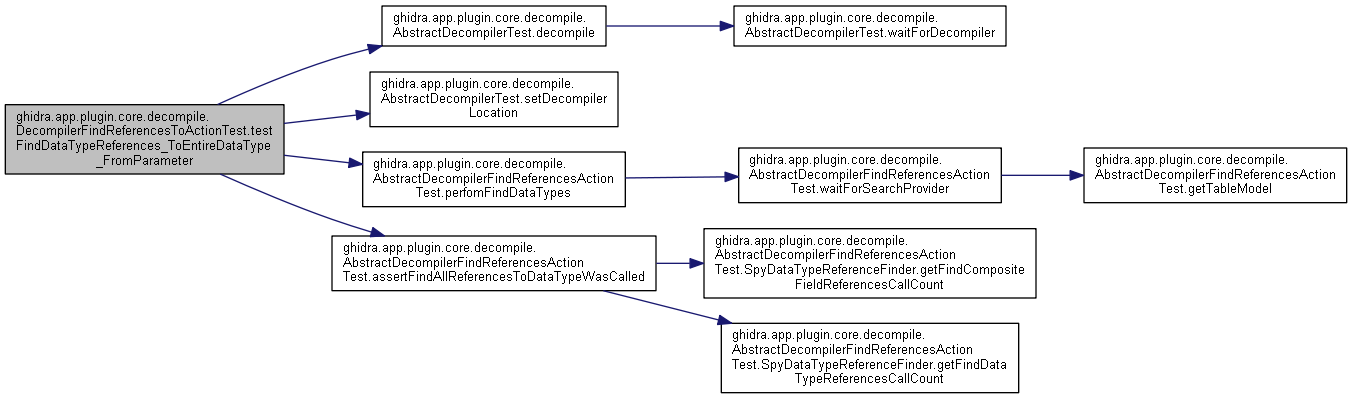 ghidra.app.plugin.core.decompile.
AbstractDecompilerTest.decompile
ghidra.app.plugin.core.decompile.
AbstractDecompilerTest.waitForDecompiler
ghidra.app.plugin.core.decompile.
AbstractDecompilerTest.setDecompiler
Location
ghidra.app.plugin.core.decompile.
DecompilerFindReferencesToActionTest.test
FindDataTypeReferences_ToEntireDataType
_FromParameter
ghidra.app.plugin.core.decompile.
AbstractDecompilerFindReferencesAction
Test.perfomFindDataTypes
ghidra.app.plugin.core.decompile.
AbstractDecompilerFindReferencesAction
Test.waitForSearchProvider
ghidra.app.plugin.core.decompile.
AbstractDecompilerFindReferencesAction
Test.getTableModel
ghidra.app.plugin.core.decompile.
AbstractDecompilerFindReferencesAction
Test.assertFindAllReferencesToDataTypeWasCalled
ghidra.app.plugin.core.decompile.
AbstractDecompilerFindReferencesAction
Test.SpyDataTypeReferenceFinder.getFindComposite
FieldReferencesCallCount
ghidra.app.plugin.core.decompile.
AbstractDecompilerFindReferencesAction
Test.SpyDataTypeReferenceFinder.getFindData
TypeReferencesCallCount